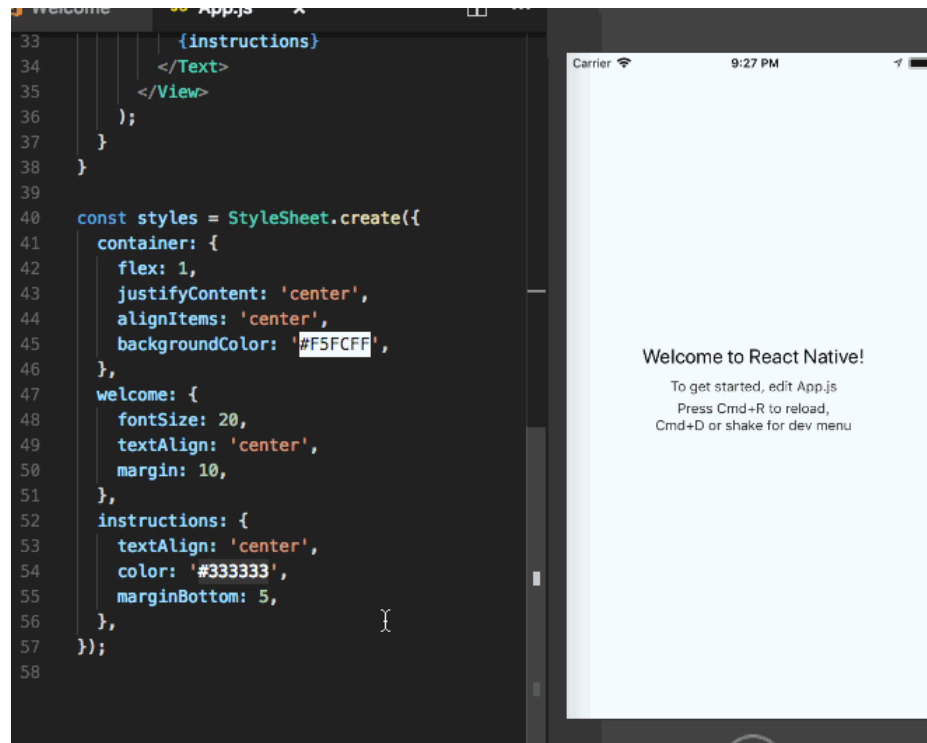 Welcome JS App.js ×
33 {instructions}
34 </Text>
35 </View>
36 );
37 }
38 }
39
40 const styles = StyleSheet.create({
41 container: {
42 flex: 1,
43 justifyContent: 'center',
44 alignItems: 'center',
45 backgroundColor: '#F5FCFF',
46 },
47 welcome: {
48 fontSize: 20,
49 textAlign: 'center',
50 margin: 10,
51 },
52 instructions: {
53 textAlign: 'center',
54 color: '#333333',
55 marginBottom: 5,
56 },
57 });
58
Carrier 9:27 PM
Welcome to React Native!
To get started, edit App.js
Press Cmd+R to reload,
Cmd+D or shake for dev menu